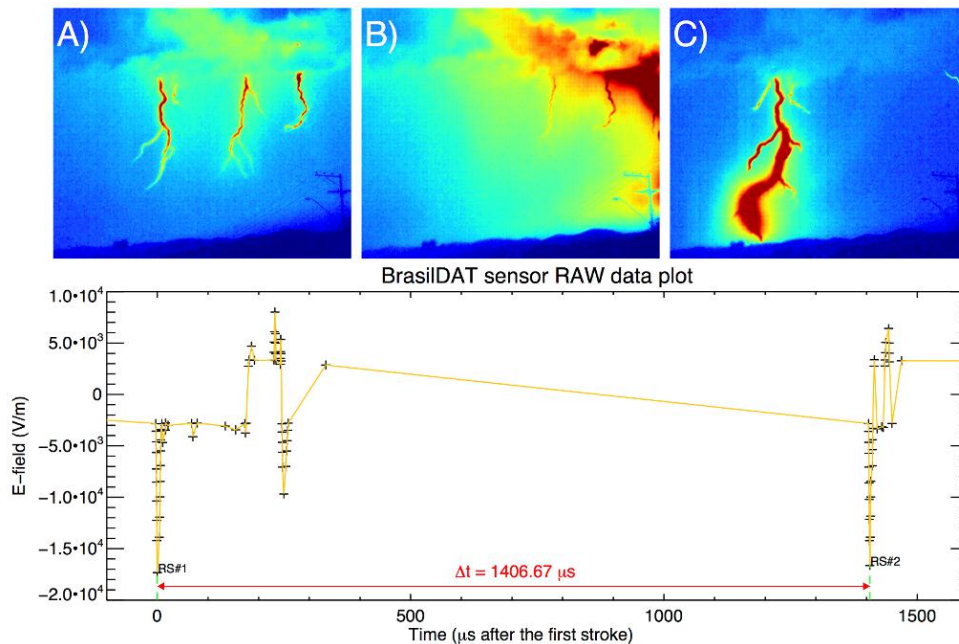 A) B) C)
BrasilDAT sensor RAW data plot
1.0•10⁴
5.0•10³
0
−5.0•10³
−1.0•10⁴
−1.5•10⁴
−2.0•10⁴
E-field (V/m)
RS#1
Δt = 1406.67 μs
RS#2
0 500 1000 1500
Time (μs after the first stroke)